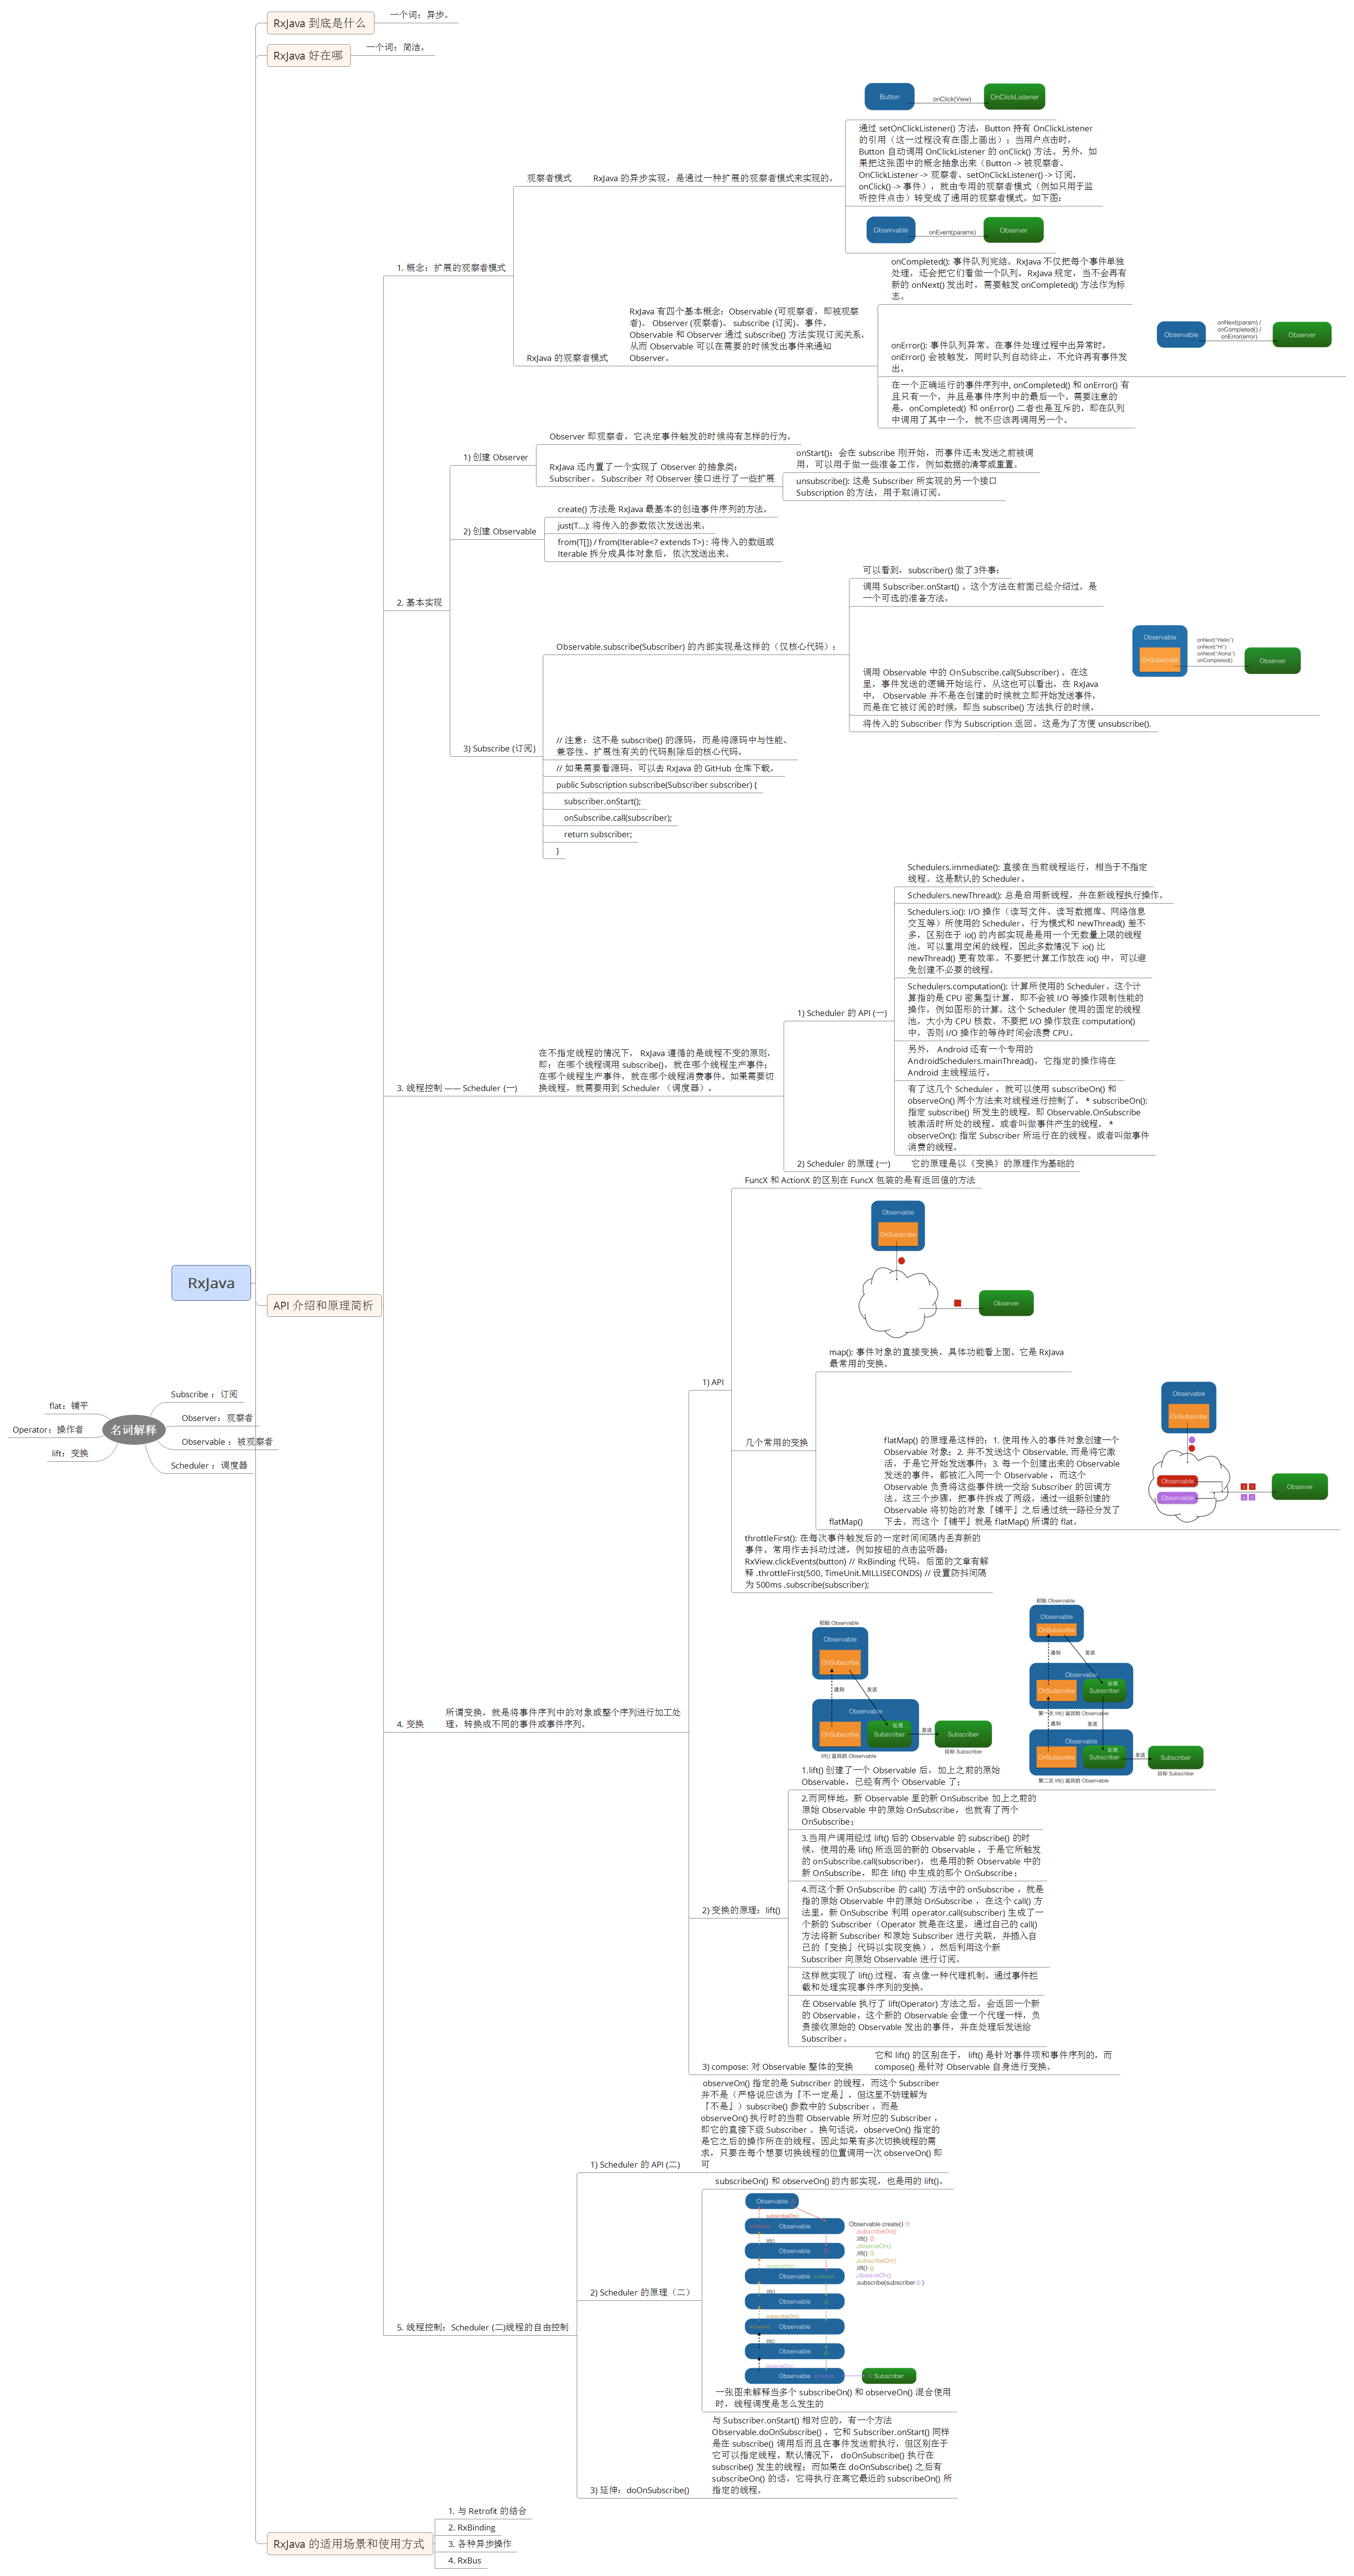 RxJava 到底是什么
一个词：异步。
RxJava 好在哪
一个词：简洁。
Button
onClick(View)
OnClickListener
通过 setOnClickListener() 方法，Button 持有 OnClickListener
的引用（这一过程没有在图上画出）；当用户点击时，
Button 自动调用 OnClickListener 的 onClick() 方法。另外，如
果把这张图中的概念抽象出来（Button -> 被观察者、
OnClickListener -> 观察者、setOnClickListener() -> 订阅，
onClick() -> 事件），就由专用的观察者模式（例如只用于监
听控件点击）转变成了通用的观察者模式。如下图：
观察者模式
RxJava 的异步实现，是通过一种扩展的观察者模式来实现的。
Observable
onEvent(params)
Observer
1. 概念：扩展的观察者模式
onCompleted(): 事件队列完结。RxJava 不仅把每个事件单独
处理，还会把它们看做一个队列。RxJava 规定，当不会再有
新的 onNext() 发出时，需要触发 onCompleted() 方法作为标
志。
RxJava 的观察者模式
RxJava 有四个基本概念：Observable (可观察者，即被观察
者)、 Observer (观察者)、 subscribe (订阅)、事件。
Observable 和 Observer 通过 subscribe() 方法实现订阅关系，
从而 Observable 可以在需要的时候发出事件来通知
Observer。
onError(): 事件队列异常。在事件处理过程中出异常时，
onError() 会被触发，同时队列自动终止，不允许再有事件发
出。
Observable
onNext(param) /
onCompleted() /
onError(error)
Observer
在一个正确运行的事件序列中, onCompleted() 和 onError() 有
且只有一个，并且是事件序列中的最后一个。需要注意的
是，onCompleted() 和 onError() 二者也是互斥的，即在队列
中调用了其中一个，就不应该再调用另一个。
1) 创建 Observer
Observer 即观察者，它决定事件触发的时候将有怎样的行为。
RxJava 还内置了一个实现了 Observer 的抽象类：
Subscriber。 Subscriber 对 Observer 接口进行了一些扩展
onStart()：会在 subscribe 刚开始，而事件还未发送之前被调
用，可以用于做一些准备工作，例如数据的清零或重置。
unsubscribe(): 这是 Subscriber 所实现的另一个接口
Subscription 的方法，用于取消订阅。
2) 创建 Observable
create() 方法是 RxJava 最基本的创造事件序列的方法。
just(T...): 将传入的参数依次发送出来。
from(T[]) / from(Iterable<? extends T>) : 将传入的数组或
Iterable 拆分成具体对象后，依次发送出来。
2. 基本实现
可以看到，subscriber() 做了3件事：
调用 Subscriber.onStart() 。这个方法在前面已经介绍过，是
一个可选的准备方法。
Observable.subscribe(Subscriber) 的内部实现是这样的（仅核心代码）：
调用 Observable 中的 OnSubscribe.call(Subscriber) 。在这
里，事件发送的逻辑开始运行。从这也可以看出，在 RxJava
中， Observable 并不是在创建的时候就立即开始发送事件，
而是在它被订阅的时候，即当 subscribe() 方法执行的时候。
Observable
OnSubscribe
onNext("Hello")
onNext("Hi")
onNext("Aloha")
onCompleted()
Observer
将传入的 Subscriber 作为 Subscription 返回。这是为了方便 unsubscribe().
3) Subscribe (订阅)
// 注意：这不是 subscribe() 的源码，而是将源码中与性能、
兼容性、扩展性有关的代码剔除后的核心代码。
// 如果需要看源码，可以去 RxJava 的 GitHub 仓库下载。
public Subscription subscribe(Subscriber subscriber) {
subscriber.onStart();
onSubscribe.call(subscriber);
return subscriber;
}
Schedulers.immediate(): 直接在当前线程运行，相当于不指定
线程。这是默认的 Scheduler。
Schedulers.newThread(): 总是启用新线程，并在新线程执行操作。
Schedulers.io(): I/O 操作（读写文件、读写数据库、网络信息
交互等）所使用的 Scheduler。行为模式和 newThread() 差不
多，区别在于 io() 的内部实现是是用一个无数量上限的线程
池，可以重用空闲的线程，因此多数情况下 io() 比
newThread() 更有效率。不要把计算工作放在 io() 中，可以避
免创建不必要的线程。
1) Scheduler 的 API (一)
Schedulers.computation(): 计算所使用的 Scheduler。这个计
算指的是 CPU 密集型计算，即不会被 I/O 等操作限制性能的
操作，例如图形的计算。这个 Scheduler 使用的固定的线程
池，大小为 CPU 核数。不要把 I/O 操作放在 computation()
中，否则 I/O 操作的等待时间会浪费 CPU。
另外， Android 还有一个专用的
AndroidSchedulers.mainThread()，它指定的操作将在
Android 主线程运行。
3. 线程控制 —— Scheduler (一)
在不指定线程的情况下， RxJava 遵循的是线程不变的原则，
即：在哪个线程调用 subscribe()，就在哪个线程生产事件；
在哪个线程生产事件，就在哪个线程消费事件。如果需要切
换线程，就需要用到 Scheduler （调度器）。
有了这几个 Scheduler ，就可以使用 subscribeOn() 和
observeOn() 两个方法来对线程进行控制了。 * subscribeOn():
指定 subscribe() 所发生的线程，即 Observable.OnSubscribe
被激活时所处的线程。或者叫做事件产生的线程。 *
observeOn(): 指定 Subscriber 所运行在的线程。或者叫做事件
消费的线程。
2) Scheduler 的原理 (一)
它的原理是以《变换》的原理作为基础的
FuncX 和 ActionX 的区别在 FuncX 包装的是有返回值的方法
Observable
OnSubscribe
Observer
RxJava
API 介绍和原理简析
map(): 事件对象的直接变换，具体功能看上面。它是 RxJava
最常用的变换。
1) API
几个常用的变换
flatMap()
flatMap() 的原理是这样的：1. 使用传入的事件对象创建一个
Observable 对象；2. 并不发送这个 Observable, 而是将它激
活，于是它开始发送事件；3. 每一个创建出来的 Observable
发送的事件，都被汇入同一个 Observable ，而这个
Observable 负责将这些事件统一交给 Subscriber 的回调方
法。这三个步骤，把事件拆成了两级，通过一组新创建的
Observable 将初始的对象『铺平』之后通过统一路径分发了
下去。而这个『铺平』就是 flatMap() 所谓的 flat。
Observable
OnSubscribe
Observable
Observable
Observer
名词解释
flat：铺平
Operator：操作者
lift：变换
Subscribe ：订阅
Observer：观察者
Observable ：被观察者
Scheduler ：调度器
throttleFirst(): 在每次事件触发后的一定时间间隔内丢弃新的
事件。常用作去抖动过滤，例如按钮的点击监听器：
RxView.clickEvents(button) // RxBinding 代码，后面的文章有解
释 .throttleFirst(500, TimeUnit.MILLISECONDS) // 设置防抖间隔
为 500ms .subscribe(subscriber);
初始 Observable
Observable
OnSubscribe
通知
发送
Observable
OnSubscribe
处理
Subscriber
发送
Subscriber
lift() 返回的 Observable
目标 Subscriber
初始 Observable
Observable
OnSubscribe
通知
发送
Observable
OnSubscribe
处理
Subscriber
第一次 lift() 返回的 Observable
通知
发送
Observable
OnSubscribe
处理
Subscriber
发送
Subscriber
目标 Subscriber
第二次 lift() 返回的 Observable
4. 变换
所谓变换，就是将事件序列中的对象或整个序列进行加工处
理，转换成不同的事件或事件序列。
1.lift() 创建了一个 Observable 后，加上之前的原始
Observable，已经有两个 Observable 了；
2.而同样地，新 Observable 里的新 OnSubscribe 加上之前的
原始 Observable 中的原始 OnSubscribe，也就有了两个
OnSubscribe；
3.当用户调用经过 lift() 后的 Observable 的 subscribe() 的时
候，使用的是 lift() 所返回的新的 Observable ，于是它所触发
的 onSubscribe.call(subscriber)，也是用的新 Observable 中的
新 OnSubscribe，即在 lift() 中生成的那个 OnSubscribe；
2) 变换的原理：lift()
4.而这个新 OnSubscribe 的 call() 方法中的 onSubscribe ，就是
指的原始 Observable 中的原始 OnSubscribe ，在这个 call() 方
法里，新 OnSubscribe 利用 operator.call(subscriber) 生成了一
个新的 Subscriber（Operator 就是在这里，通过自己的 call()
方法将新 Subscriber 和原始 Subscriber 进行关联，并插入自
己的『变换』代码以实现变换），然后利用这个新
Subscriber 向原始 Observable 进行订阅。
这样就实现了 lift() 过程，有点像一种代理机制，通过事件拦
截和处理实现事件序列的变换。
在 Observable 执行了 lift(Operator) 方法之后，会返回一个新
的 Observable，这个新的 Observable 会像一个代理一样，负
责接收原始的 Observable 发出的事件，并在处理后发送给
Subscriber。
3) compose: 对 Observable 整体的变换
它和 lift() 的区别在于， lift() 是针对事件项和事件序列的，而
compose() 是针对 Observable 自身进行变换。
1) Scheduler 的 API (二)
observeOn() 指定的是 Subscriber 的线程，而这个 Subscriber
并不是（严格说应该为『不一定是』，但这里不妨理解为
『不是』）subscribe() 参数中的 Subscriber ，而是
observeOn() 执行时的当前 Observable 所对应的 Subscriber ，
即它的直接下级 Subscriber 。换句话说，observeOn() 指定的
是它之后的操作所在的线程。因此如果有多次切换线程的需
求，只要在每个想要切换线程的位置调用一次 observeOn() 即
可
subscribeOn() 和 observeOn() 的内部实现，也是用的 lift()。
Observable
subscribeOn()
Observable
lift()
Observable
observeOn()
Observable
lift()
Observable
subscribeOn()
Observable
lift()
Observable
observeOn()
Observable
Subscriber
Observable.create() ①
.subscribeOn()
.lift() ②
.observeOn()
.lift() ③
.subscribeOn()
.lift() ④
.observeOn()
.subscribe(subscriber⑤)
2) Scheduler 的原理（二）
一张图来解释当多个 subscribeOn() 和 observeOn() 混合使用
时，线程调度是怎么发生的
5. 线程控制：Scheduler (二)线程的自由控制
3) 延伸：doOnSubscribe()
与 Subscriber.onStart() 相对应的，有一个方法
Observable.doOnSubscribe() 。它和 Subscriber.onStart() 同样
是在 subscribe() 调用后而且在事件发送前执行，但区别在于
它可以指定线程。默认情况下， doOnSubscribe() 执行在
subscribe() 发生的线程；而如果在 doOnSubscribe() 之后有
subscribeOn() 的话，它将执行在离它最近的 subscribeOn() 所
指定的线程。
RxJava 的适用场景和使用方式
1. 与 Retrofit 的结合
2. RxBinding
3. 各种异步操作
4. RxBus